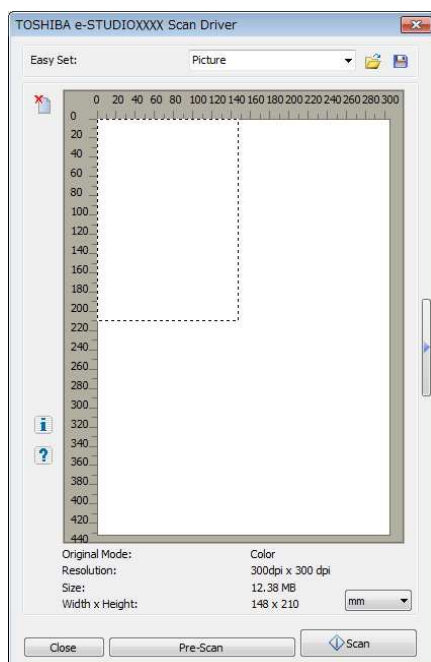 TOSHIBA e-STUDIOXXXX Scan Driver
Easy Set: Picture
0 20 40 60 80 100 120 140 160 180 200 220 240 260 280 300
0
20
40
60
80
100
120
140
160
180
200
220
240
260
280
300
320
340
360
380
400
420
440
Original Mode: Color
Resolution: 300dpi x 300 dpi
Size: 12.38 MB
Width x Height: 148 x 210 mm
Close Pre-Scan Scan